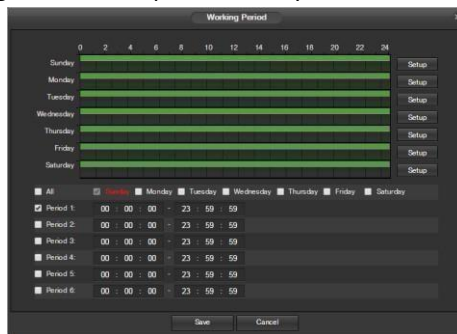 Working Period
0 2 4 6 8 10 12 14 16 18 20 22 24
Sunday Setup
Monday Setup
Tuesday Setup
Wednesday Setup
Thursday Setup
Friday Setup
Saturday Setup
All Sunday Monday Tuesday Wednesday Thursday Friday Saturday
Period 1: 00 : 00 : 00 - 23 : 59 : 59
Period 2: 00 : 00 : 00 - 23 : 59 : 59
Period 3: 00 : 00 : 00 - 23 : 59 : 59
Period 4: 00 : 00 : 00 - 23 : 59 : 59
Period 5: 00 : 00 : 00 - 23 : 59 : 59
Period 6: 00 : 00 : 00 - 23 : 59 : 59
Save Cancel